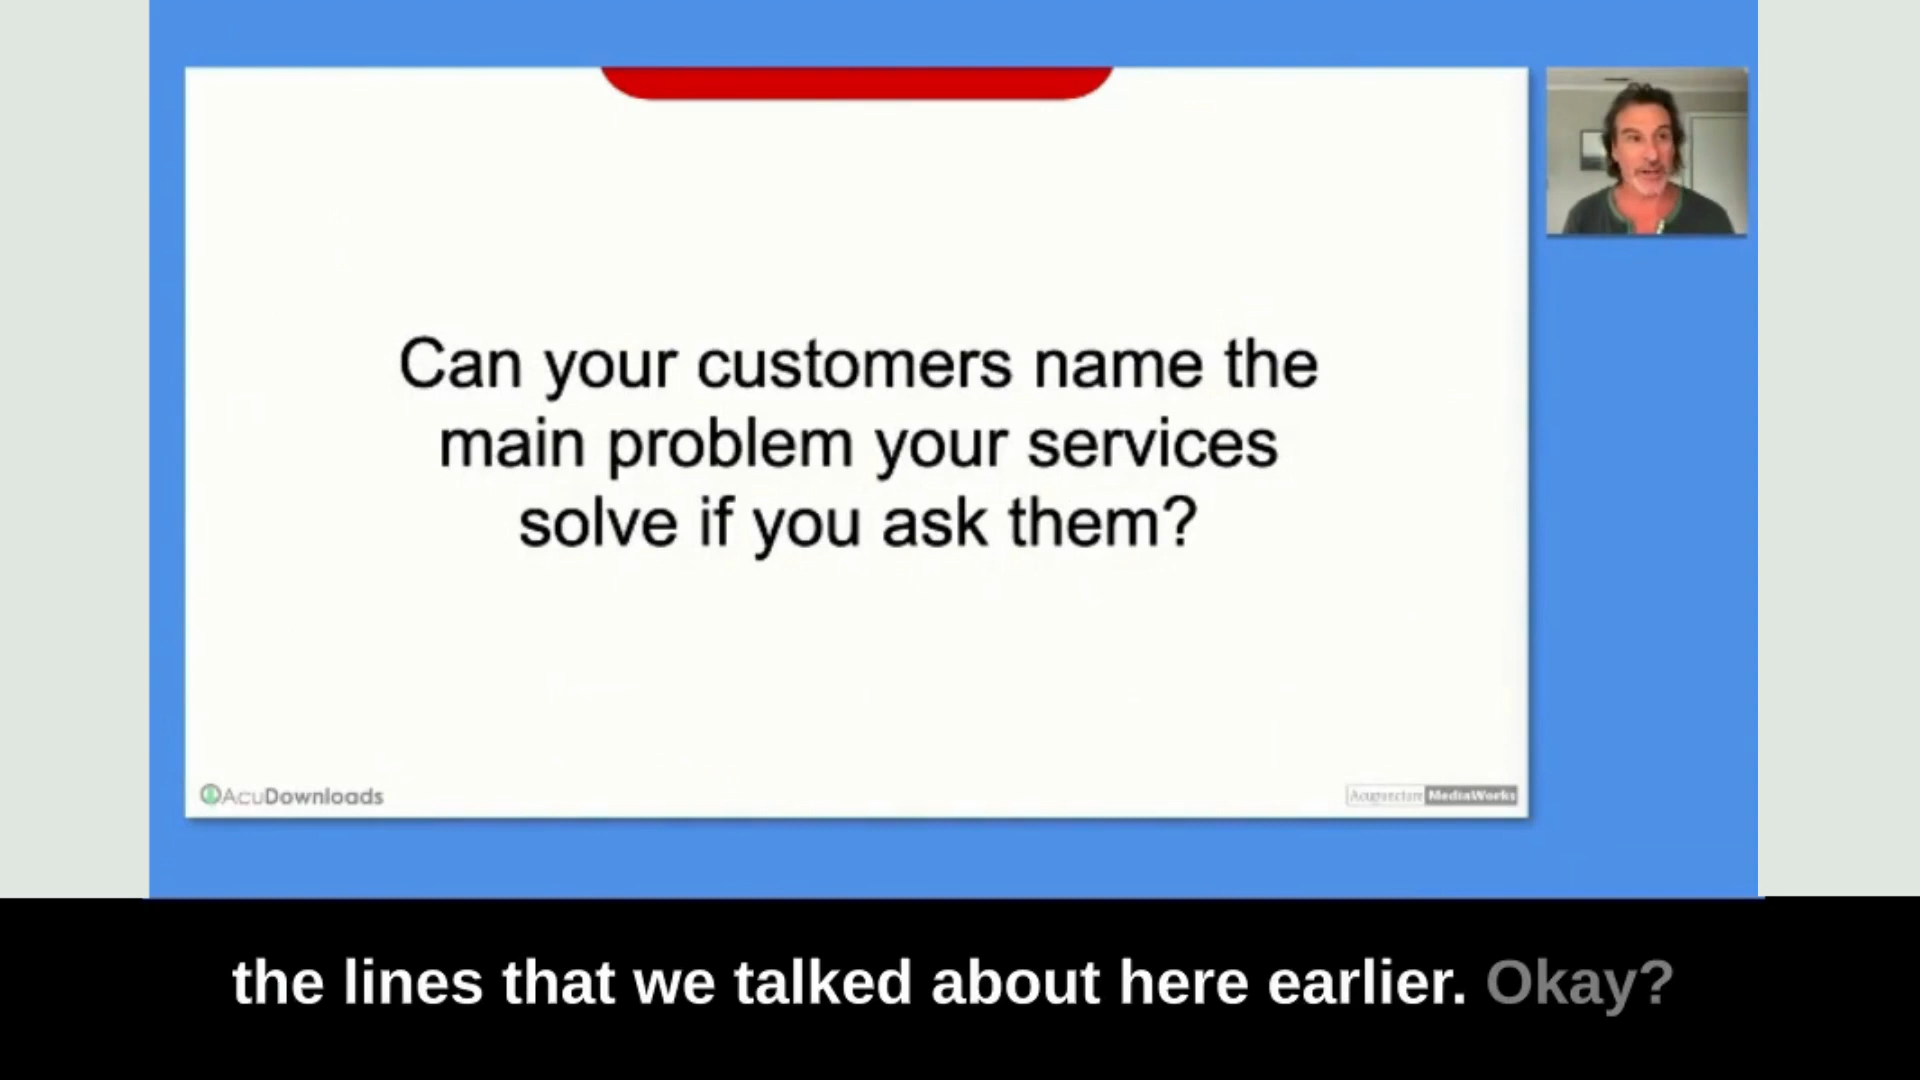 Can your customers name the
main problem your services
solve if you ask them?
AcuDownloads
Acupuncture MediaWorks
the lines that we talked about here earlier. Okay?